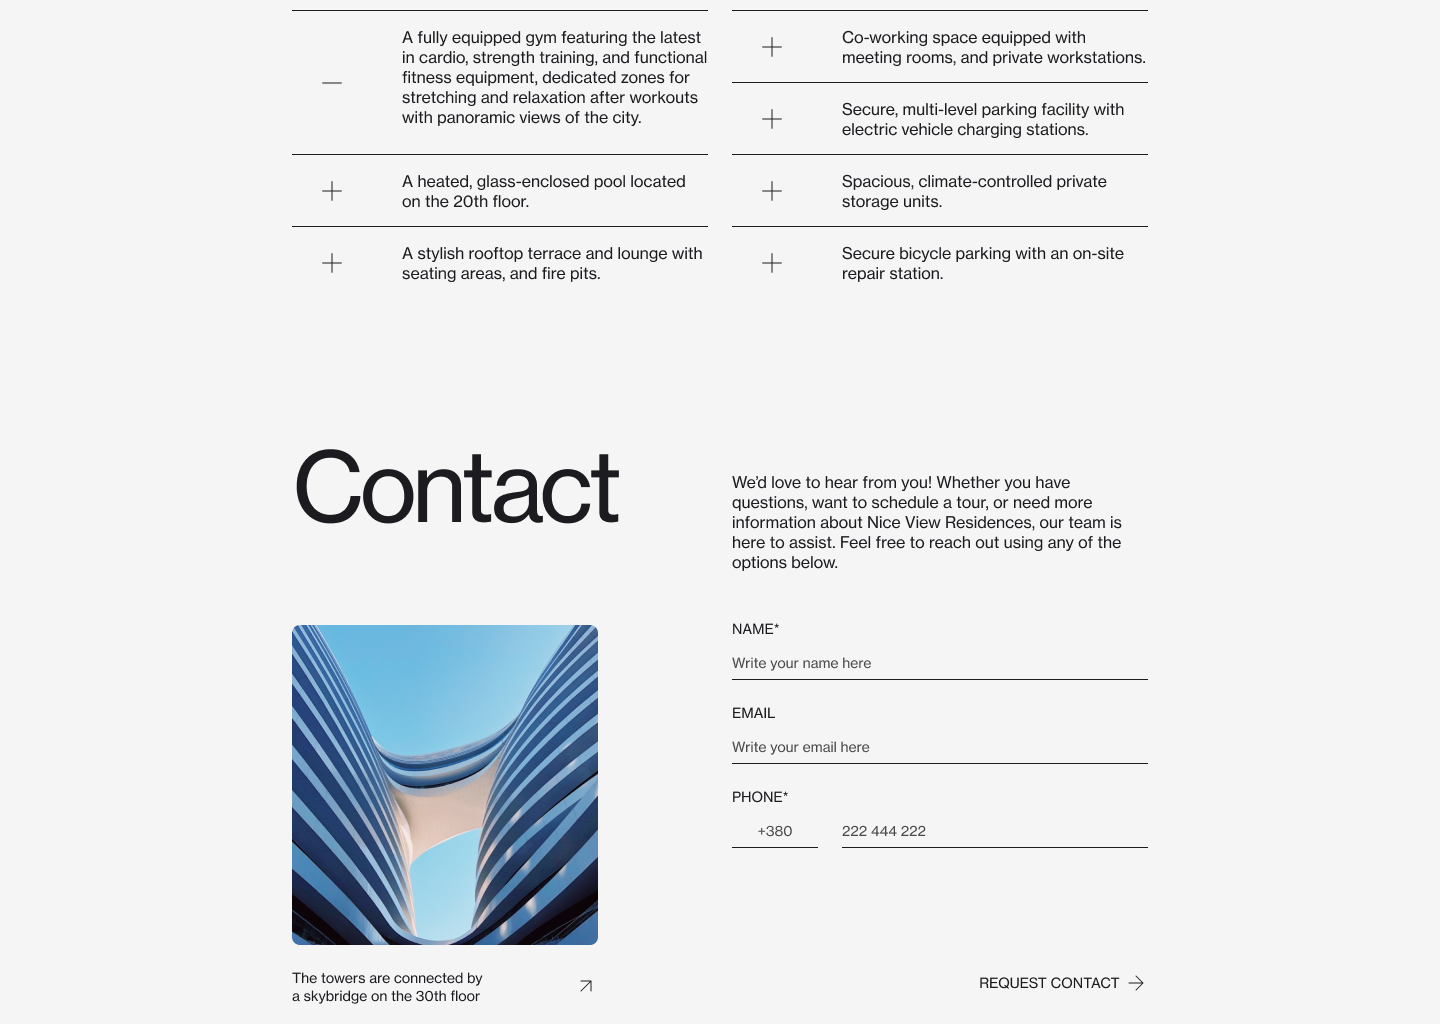 A fully equipped gym featuring the latest
in cardio, strength training, and functional
fitness equipment, dedicated zones for
stretching and relaxation after workouts
with panoramic views of the city.
A heated, glass-enclosed pool located
on the 20th floor.
A stylish rooftop terrace and lounge with
seating areas, and fire pits.
Co-working space equipped with
meeting rooms, and private workstations.
Secure, multi-level parking facility with
electric vehicle charging stations.
Spacious, climate-controlled private
storage units.
Secure bicycle parking with an on-site
repair station.
Contact
We’d love to hear from you! Whether you have
questions, want to schedule a tour, or need more
information about Nice View Residences, our team is
here to assist. Feel free to reach out using any of the
options below.
The towers are connected by
a skybridge on the 30th floor
NAME*
Write your name here
EMAIL
Write your email here
PHONE*
+380 222 444 222
REQUEST CONTACT